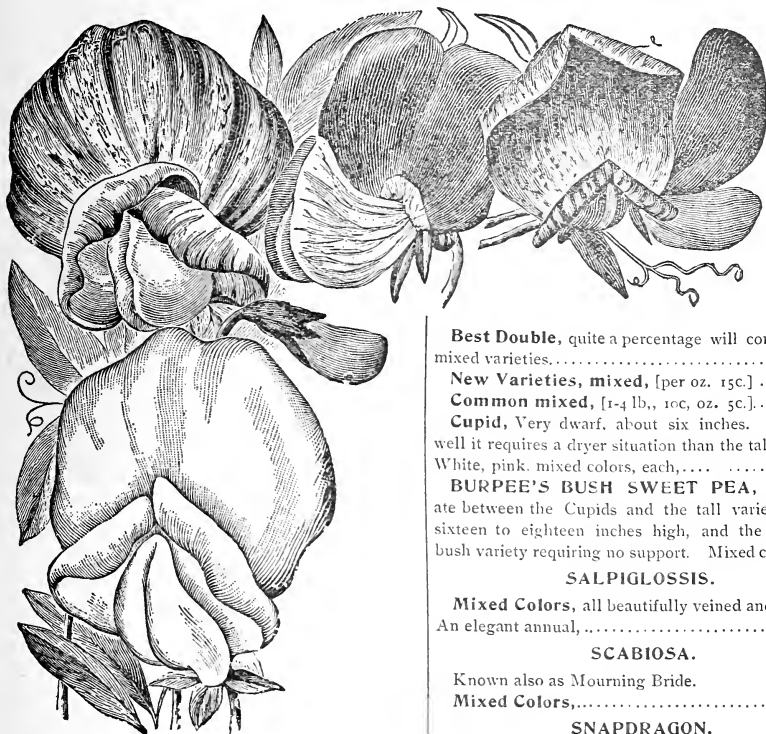 Best Double, quite a percentage will
mixed varieties..........................
New Varieties, mixed, [per oz. 15c.] .
Common mixed, [1-4 lb., 10c, oz. 5c.]..
Cupid, Very dwarf. about six inches.
well it requires a dryer situation than the
White, pink. mixed colors, each,.... .....
BURPEE'S BUSH SWEET PEA,
ate between the Cupids and the tall
sixteen to eighteen inches high, and the
bush variety requiring no support. Mixed
SALPIGLOSSIS.
Mixed Colors, all beautifully veined
An elegant annual, ........................
SCABIOSA.
Known also as Mourning Bride.
Mixed Colors,..........................
SNAPDRAGON.